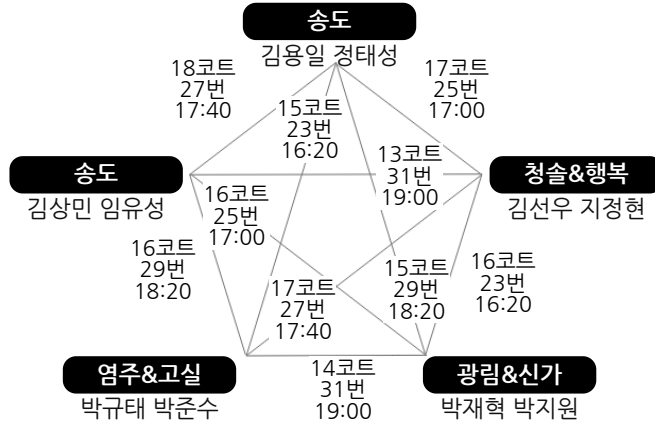 송도
김용일 정태성
18코트
27번
17:40
17코트
25번
17:00
15코트
23번
16:20
13코트
31번
19:00
송도
김상민 임유성
청솔&행복
김선우 지정현
16코트
25번
17:00
16코트
29번
18:20
17코트
27번
17:40
15코트
29번
18:20
16코트
23번
16:20
염주&고실
박규태 박준수
14코트
31번
19:00
광림&신가
박재혁 박지원